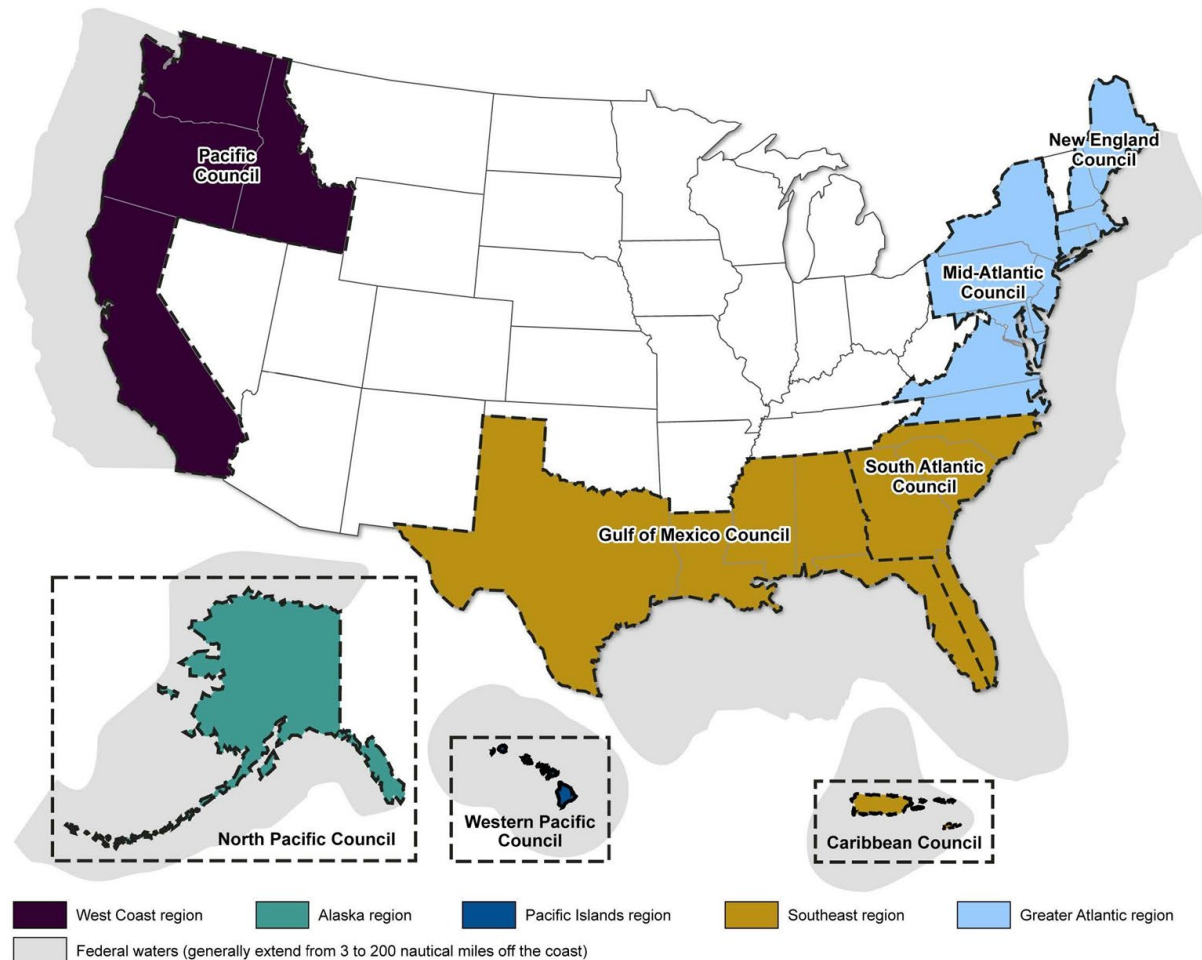 Pacific
Council
New England
Council
Mid-Atlantic
Council
South Atlantic
Council
Gulf of Mexico Council
North Pacific Council
Western Pacific
Council
Caribbean Council
West Coast region
Alaska region
Pacific Islands region
Southeast region
Greater Atlantic region
Federal waters (generally extend from 3 to 200 nautical miles off the coast)